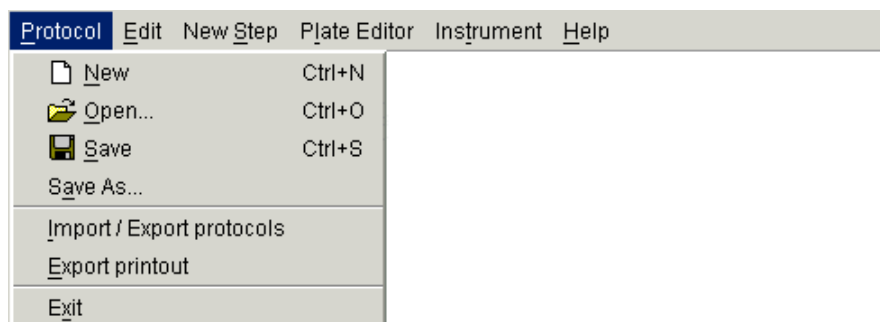 Protocol Edit New Step Plate Editor Instrument Help
New Ctrl+N
Open... Ctrl+O
Save Ctrl+S
Save As...
Import / Export protocols
Export printout
Exit